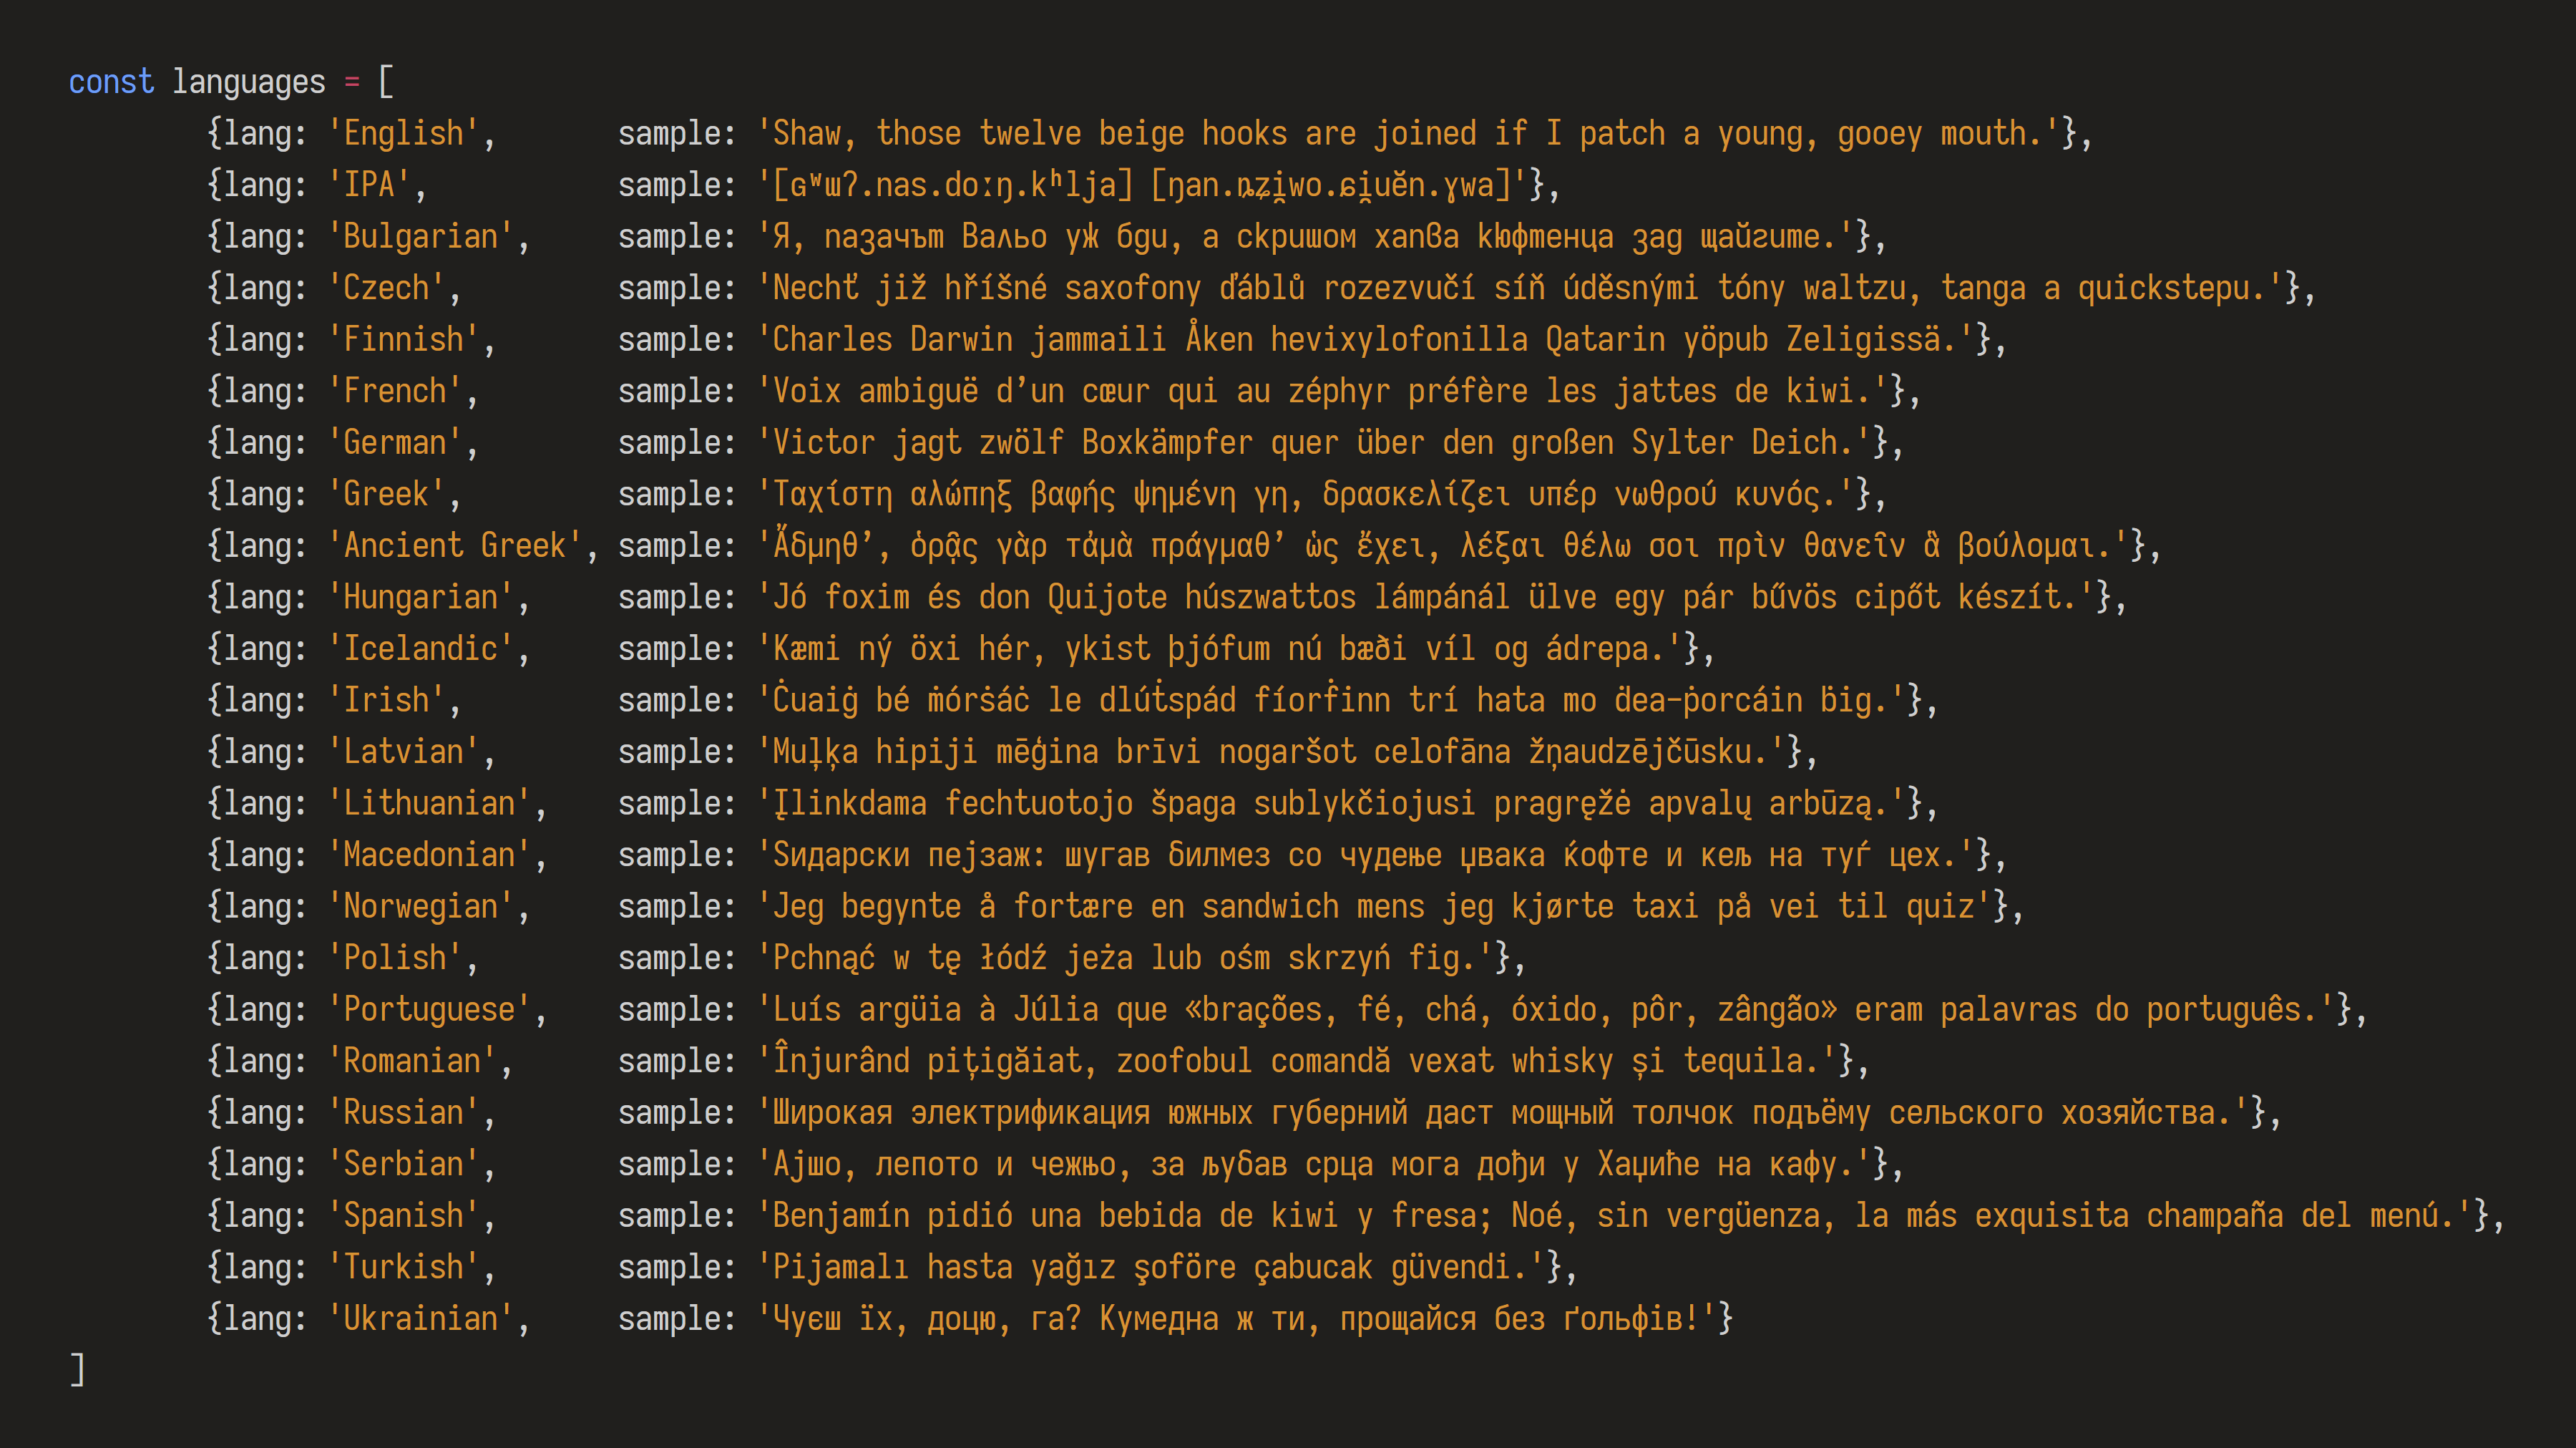 const languages = [
{lang: 'English',       sample: 'Shaw, those twelve beige hooks are joined if I patch a young, gooey mouth.'},
{lang: 'IPA',           sample: '[ɢʷɯʔ.nas.doːŋ.kʰlja] [ŋan.ȵʑi̯wo.ɕi̯uĕn.ɣwa]'},
{lang: 'Bulgarian',     sample: 'Я, пазачът Вальо уж бди, а скришом хапва кюфтенца зад щайгите.'},
{lang: 'Czech',         sample: 'Nechť již hříšné saxofony ďáblů rozezvučí síň úděsnými tóny waltzu, tanga a quickstepu.'},
{lang: 'Finnish',       sample: 'Charles Darwin jammaili Åken hevixylofonilla Qatarin yöpub Zeligissä.'},
{lang: 'French',        sample: 'Voix ambiguë d’un cœur qui au zéphyr préfère les jattes de kiwi.'},
{lang: 'German',        sample: 'Victor jagt zwölf Boxkämpfer quer über den großen Sylter Deich.'},
{lang: 'Greek',         sample: 'Ταχίστη αλώπηξ βαφής ψημένη γη, δρασκελίζει υπέρ νωθρού κυνός.'},
{lang: 'Ancient Greek', sample: 'Ἄδμηθ’, ὁρᾷς γὰρ τἀμὰ πράγμαθ’ ὡς ἔχει, λέξαι θέλω σοι πρὶν θανεῖν ἃ βούλομαι.'},
{lang: 'Hungarian',     sample: 'Jó foxim és don Quijote húszwattos lámpánál ülve egy pár bűvös cipőt készít.'},
{lang: 'Icelandic',     sample: 'Kæmi ný öxi hér, ykist þjófum nú bæði víl og ádrepa.'},
{lang: 'Irish',         sample: 'Ċuaiġ bé ṁórṡáċ le dlúṫspád fíorḟinn trí hata mo ḋea-ṗorcáin ḃig.'},
{lang: 'Latvian',       sample: 'Muļķa hipiji mēģina brīvi nogaršot celofāna žņaudzējčūsku.'},
{lang: 'Lithuanian',    sample: 'Įlinkdama fechtuotojo špaga sublykčiojusi pragręžė apvalų arbūzą.'},
{lang: 'Macedonian',    sample: 'Ѕидарски пејзаж: шугав билмез со чудење џвака ќофте и кељ на туѓ цех.'},
{lang: 'Norwegian',     sample: 'Jeg begynte å fortære en sandwich mens jeg kjørte taxi på vei til quiz'},
{lang: 'Polish',        sample: 'Pchnąć w tę łódź jeża lub ośm skrzyń fig.'},
{lang: 'Portuguese',    sample: 'Luís argüia à Júlia que «brações, fé, chá, óxido, pôr, zângão» eram palavras do português.'},
{lang: 'Romanian',      sample: 'Înjurând pițigăiat, zoofobul comandă vexat whisky și tequila.'},
{lang: 'Russian',       sample: 'Широкая электрификация южных губерний даст мощный толчок подъёму сельского хозяйства.'},
{lang: 'Serbian',       sample: 'Ајшо, лепото и чежњо, за љубав срца мога дођи у Хаџиће на кафу.'},
{lang: 'Spanish',       sample: 'Benjamín pidió una bebida de kiwi y fresa; Noé, sin vergüenza, la más exquisita champaña del menú.'},
{lang: 'Turkish',       sample: 'Pijamalı hasta yağız şoföre çabucak güvendi.'},
{lang: 'Ukrainian',     sample: 'Чуєш їх, доцю, га? Кумедна ж ти, прощайся без ґольфів!'}
]